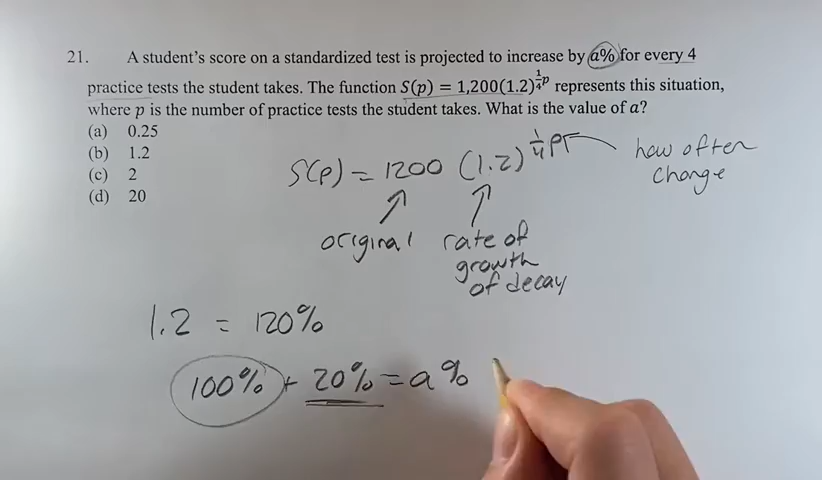 21. A student's score on a standardized test is projected to increase by a% for every 4
practice tests the student takes. The function S(p) = 1,200(1.2)^{\frac{1}{4}p} represents this situation,
where p is the number of practice tests the student takes. What is the value of a?
(a) 0.25
(b) 1.2
(c) 2
(d) 20
S(p) = 1200 (1.2)^{\frac{1}{4}p}
how often
change
original
rate of
growth
of decay
1.2 = 120%
100% + 20% = a%